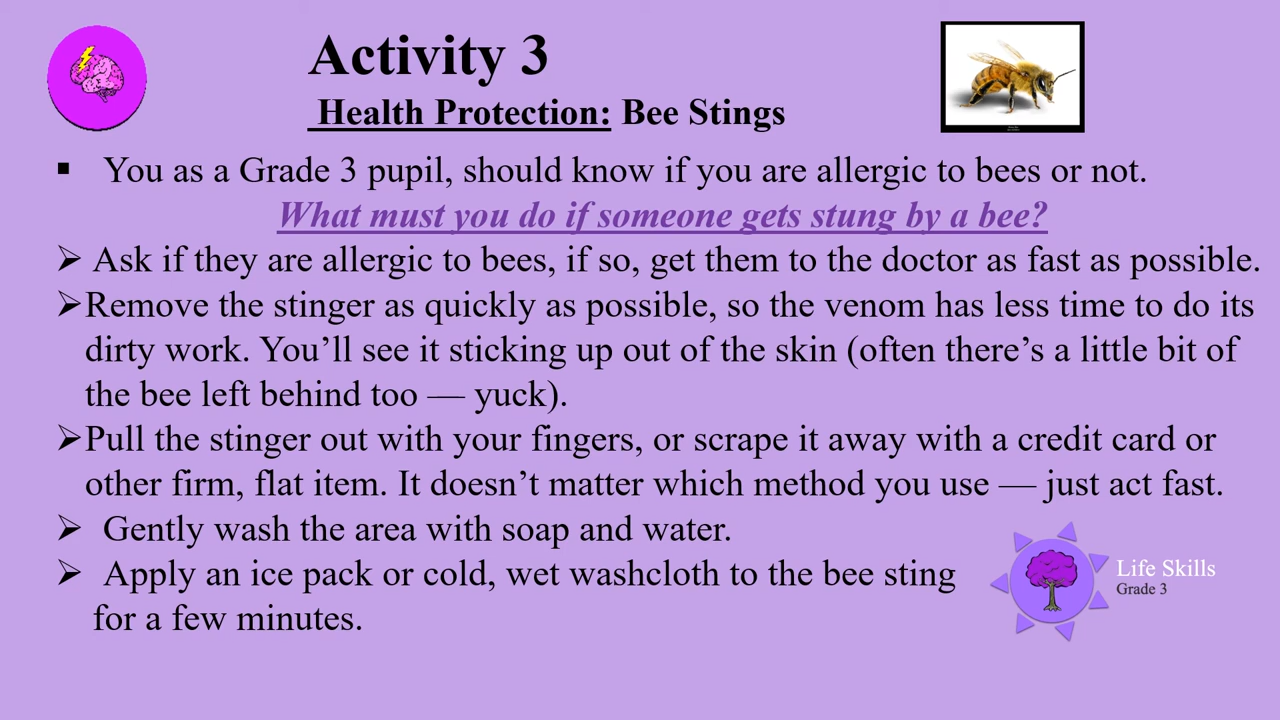 Activity 3
Health Protection: Bee Stings
▪ You as a Grade 3 pupil, should know if you are allergic to bees or not.
What must you do if someone gets stung by a bee?
➢ Ask if they are allergic to bees, if so, get them to the doctor as fast as possible.
➢Remove the stinger as quickly as possible, so the venom has less time to do its
dirty work. You’ll see it sticking up out of the skin (often there’s a little bit of
the bee left behind too — yuck).
➢Pull the stinger out with your fingers, or scrape it away with a credit card or
other firm, flat item. It doesn’t matter which method you use — just act fast.
➢ Gently wash the area with soap and water.
➢ Apply an ice pack or cold, wet washcloth to the bee sting
for a few minutes.
Life Skills
Grade 3